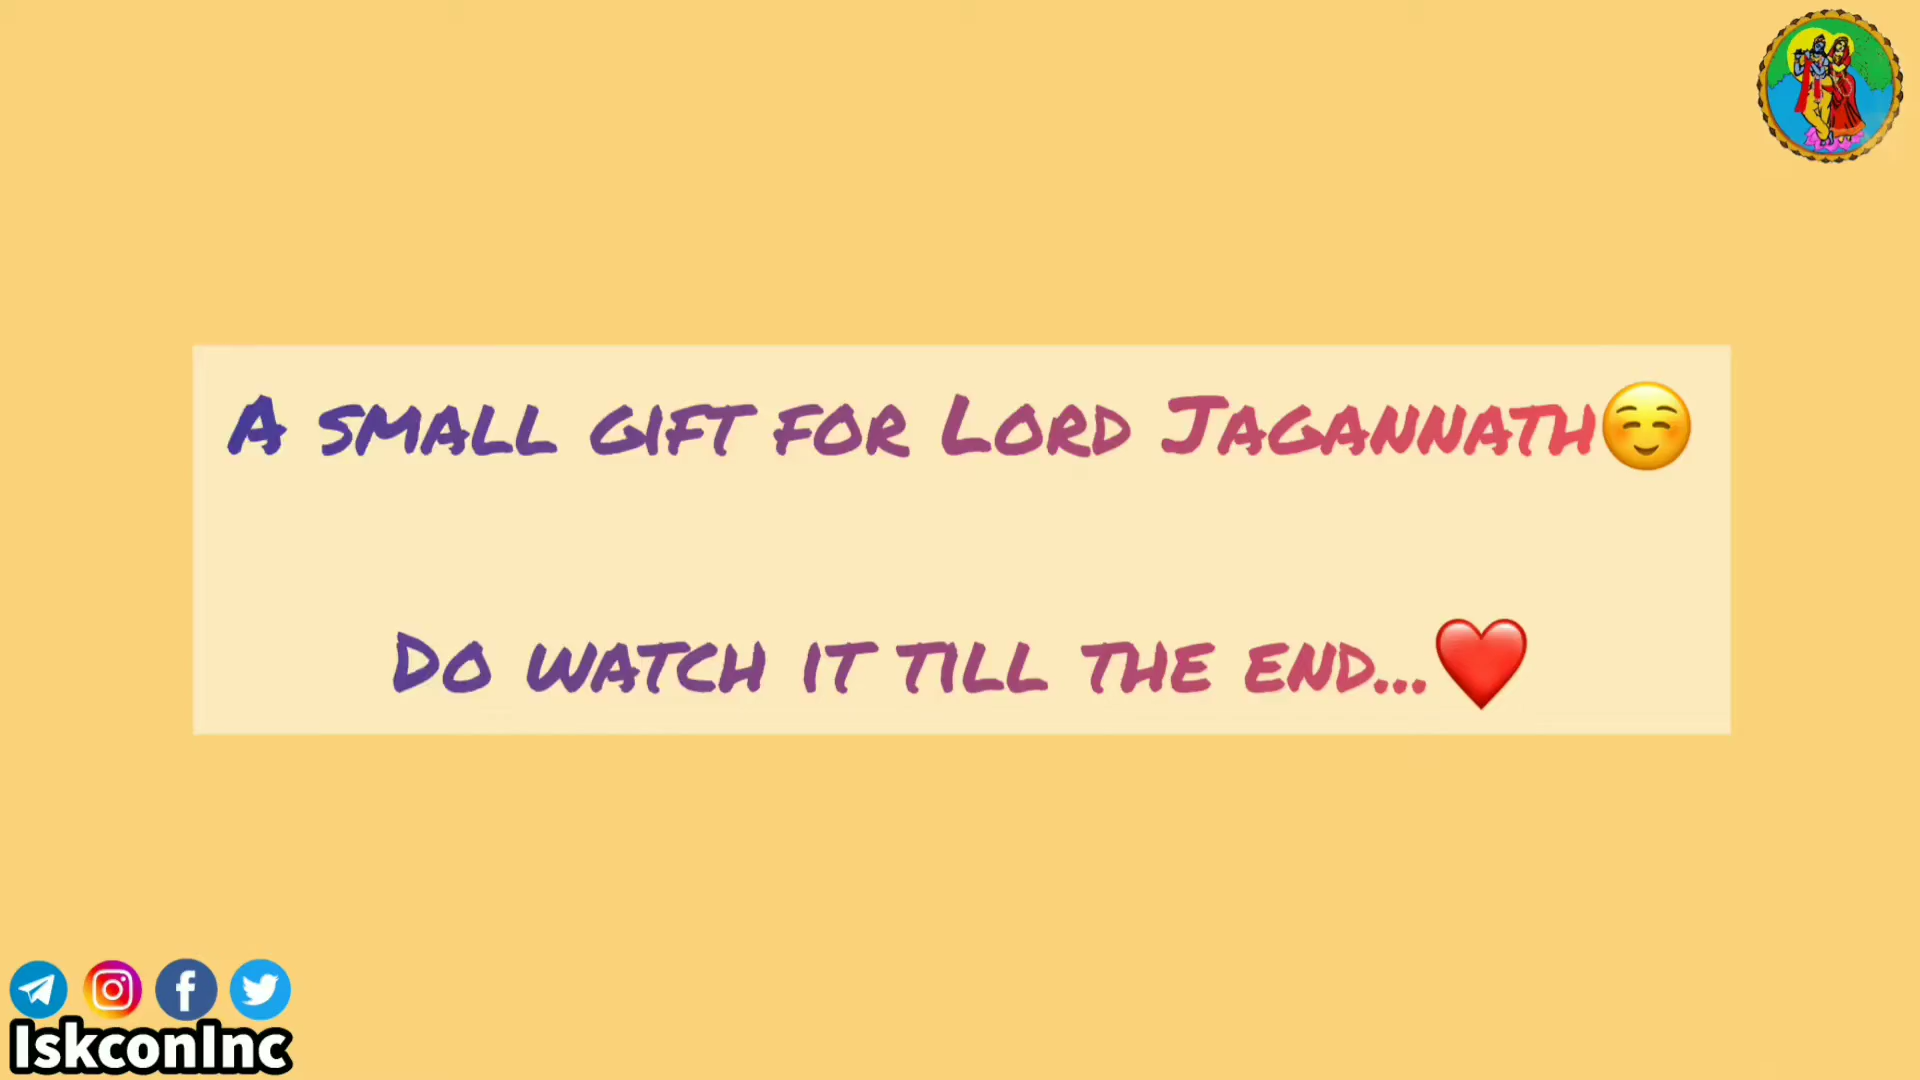 A small gift for Lord Jagannath☺️
Do watch it till the end...❤️
IskconInc